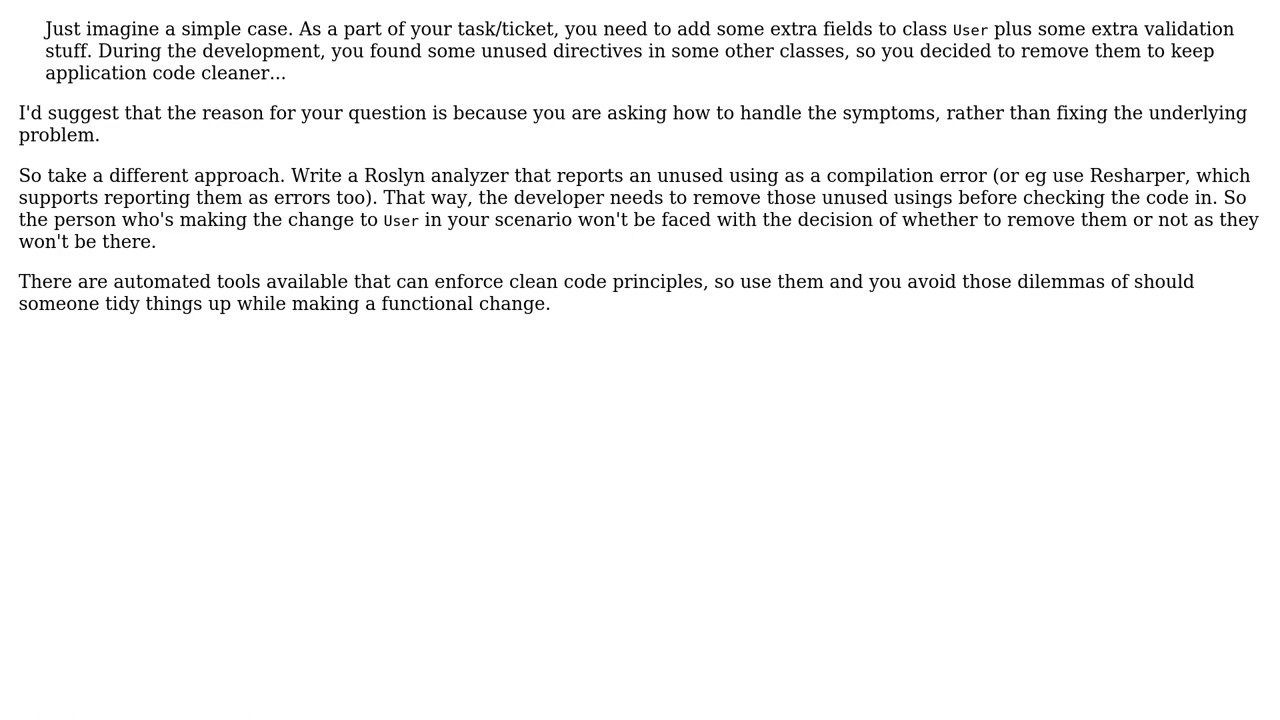 Just imagine a simple case. As a part of your task/ticket, you need to add some extra fields to class User plus some extra validation
stuff. During the development, you found some unused directives in some other classes, so you decided to remove them to keep
application code cleaner...
I'd suggest that the reason for your question is because you are asking how to handle the symptoms, rather than fixing the underlying
problem.
So take a different approach. Write a Roslyn analyzer that reports an unused using as a compilation error (or eg use Resharper, which
supports reporting them as errors too). That way, the developer needs to remove those unused usings before checking the code in. So
the person who's making the change to User in your scenario won't be faced with the decision of whether to remove them or not as they
won't be there.
There are automated tools available that can enforce clean code principles, so use them and you avoid those dilemmas of should
someone tidy things up while making a functional change.